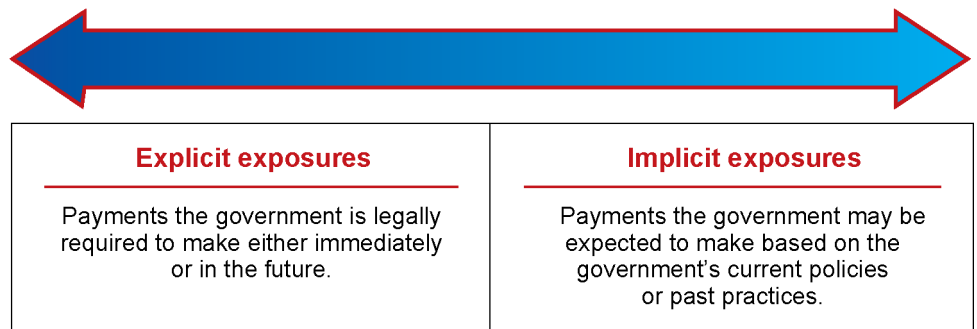 Explicit exposures
Payments the government is legally
required to make either immediately
or in the future.
Implicit exposures
Payments the government may be
expected to make based on the
government's current policies
or past practices.